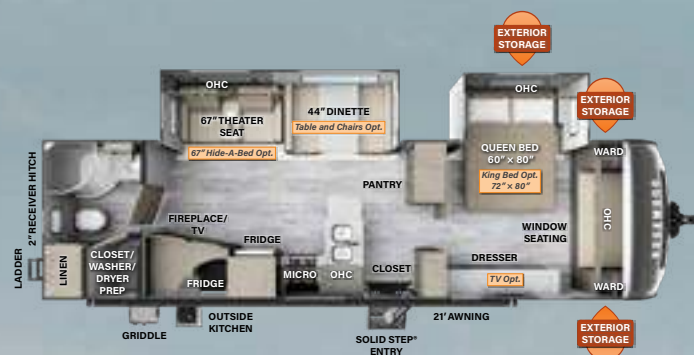 EXTERIOR
STORAGE
EXTERIOR
STORAGE
OHC
67" THEATER
SEAT
67" Hide-A-Bed Opt.
44" DINETTE
Table and Chairs Opt.
OHC
QUEEN BED
60" × 80"
King Bed Opt.
72" × 80"
WARD
OHC
WARD
PANTRY
WINDOW
SEATING
2" RECEIVER HITCH
LADDER
LINEN
CLOSET/
WASHER/
DRYER
PREP
FIREPLACE/
TV
FRIDGE
FRIDGE
MICRO
OHC
CLOSET
DRESSER
TV Opt.
GRIDDLE
OUTSIDE
KITCHEN
SOLID STEP®
ENTRY
21' AWNING
EXTERIOR
STORAGE